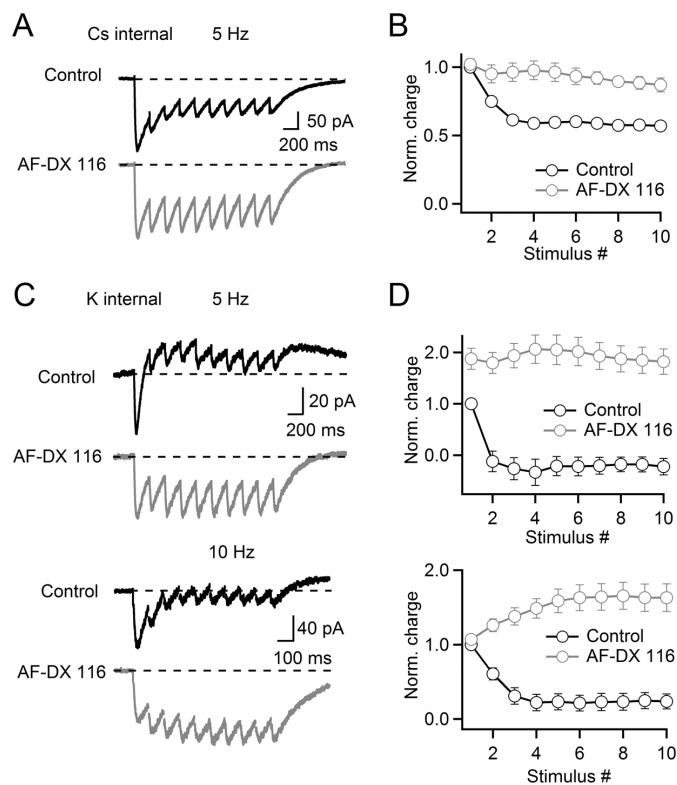 A
Cs internal 5 Hz
Control
50 pA
200 ms
AF-DX 116
B
Norm. charge
1.0
0.5
0.0
Control
AF-DX 116
2 4 6 8 10
Stimulus #
C
K internal 5 Hz
Control
20 pA
200 ms
AF-DX 116
10 Hz
Control
40 pA
100 ms
AF-DX 116
D
Norm. charge
2.0
1.0
0.0
Control
AF-DX 116
2 4 6 8 10
Stimulus #
Norm. charge
2.0
1.0
0.0
Control
AF-DX 116
2 4 6 8 10
Stimulus #